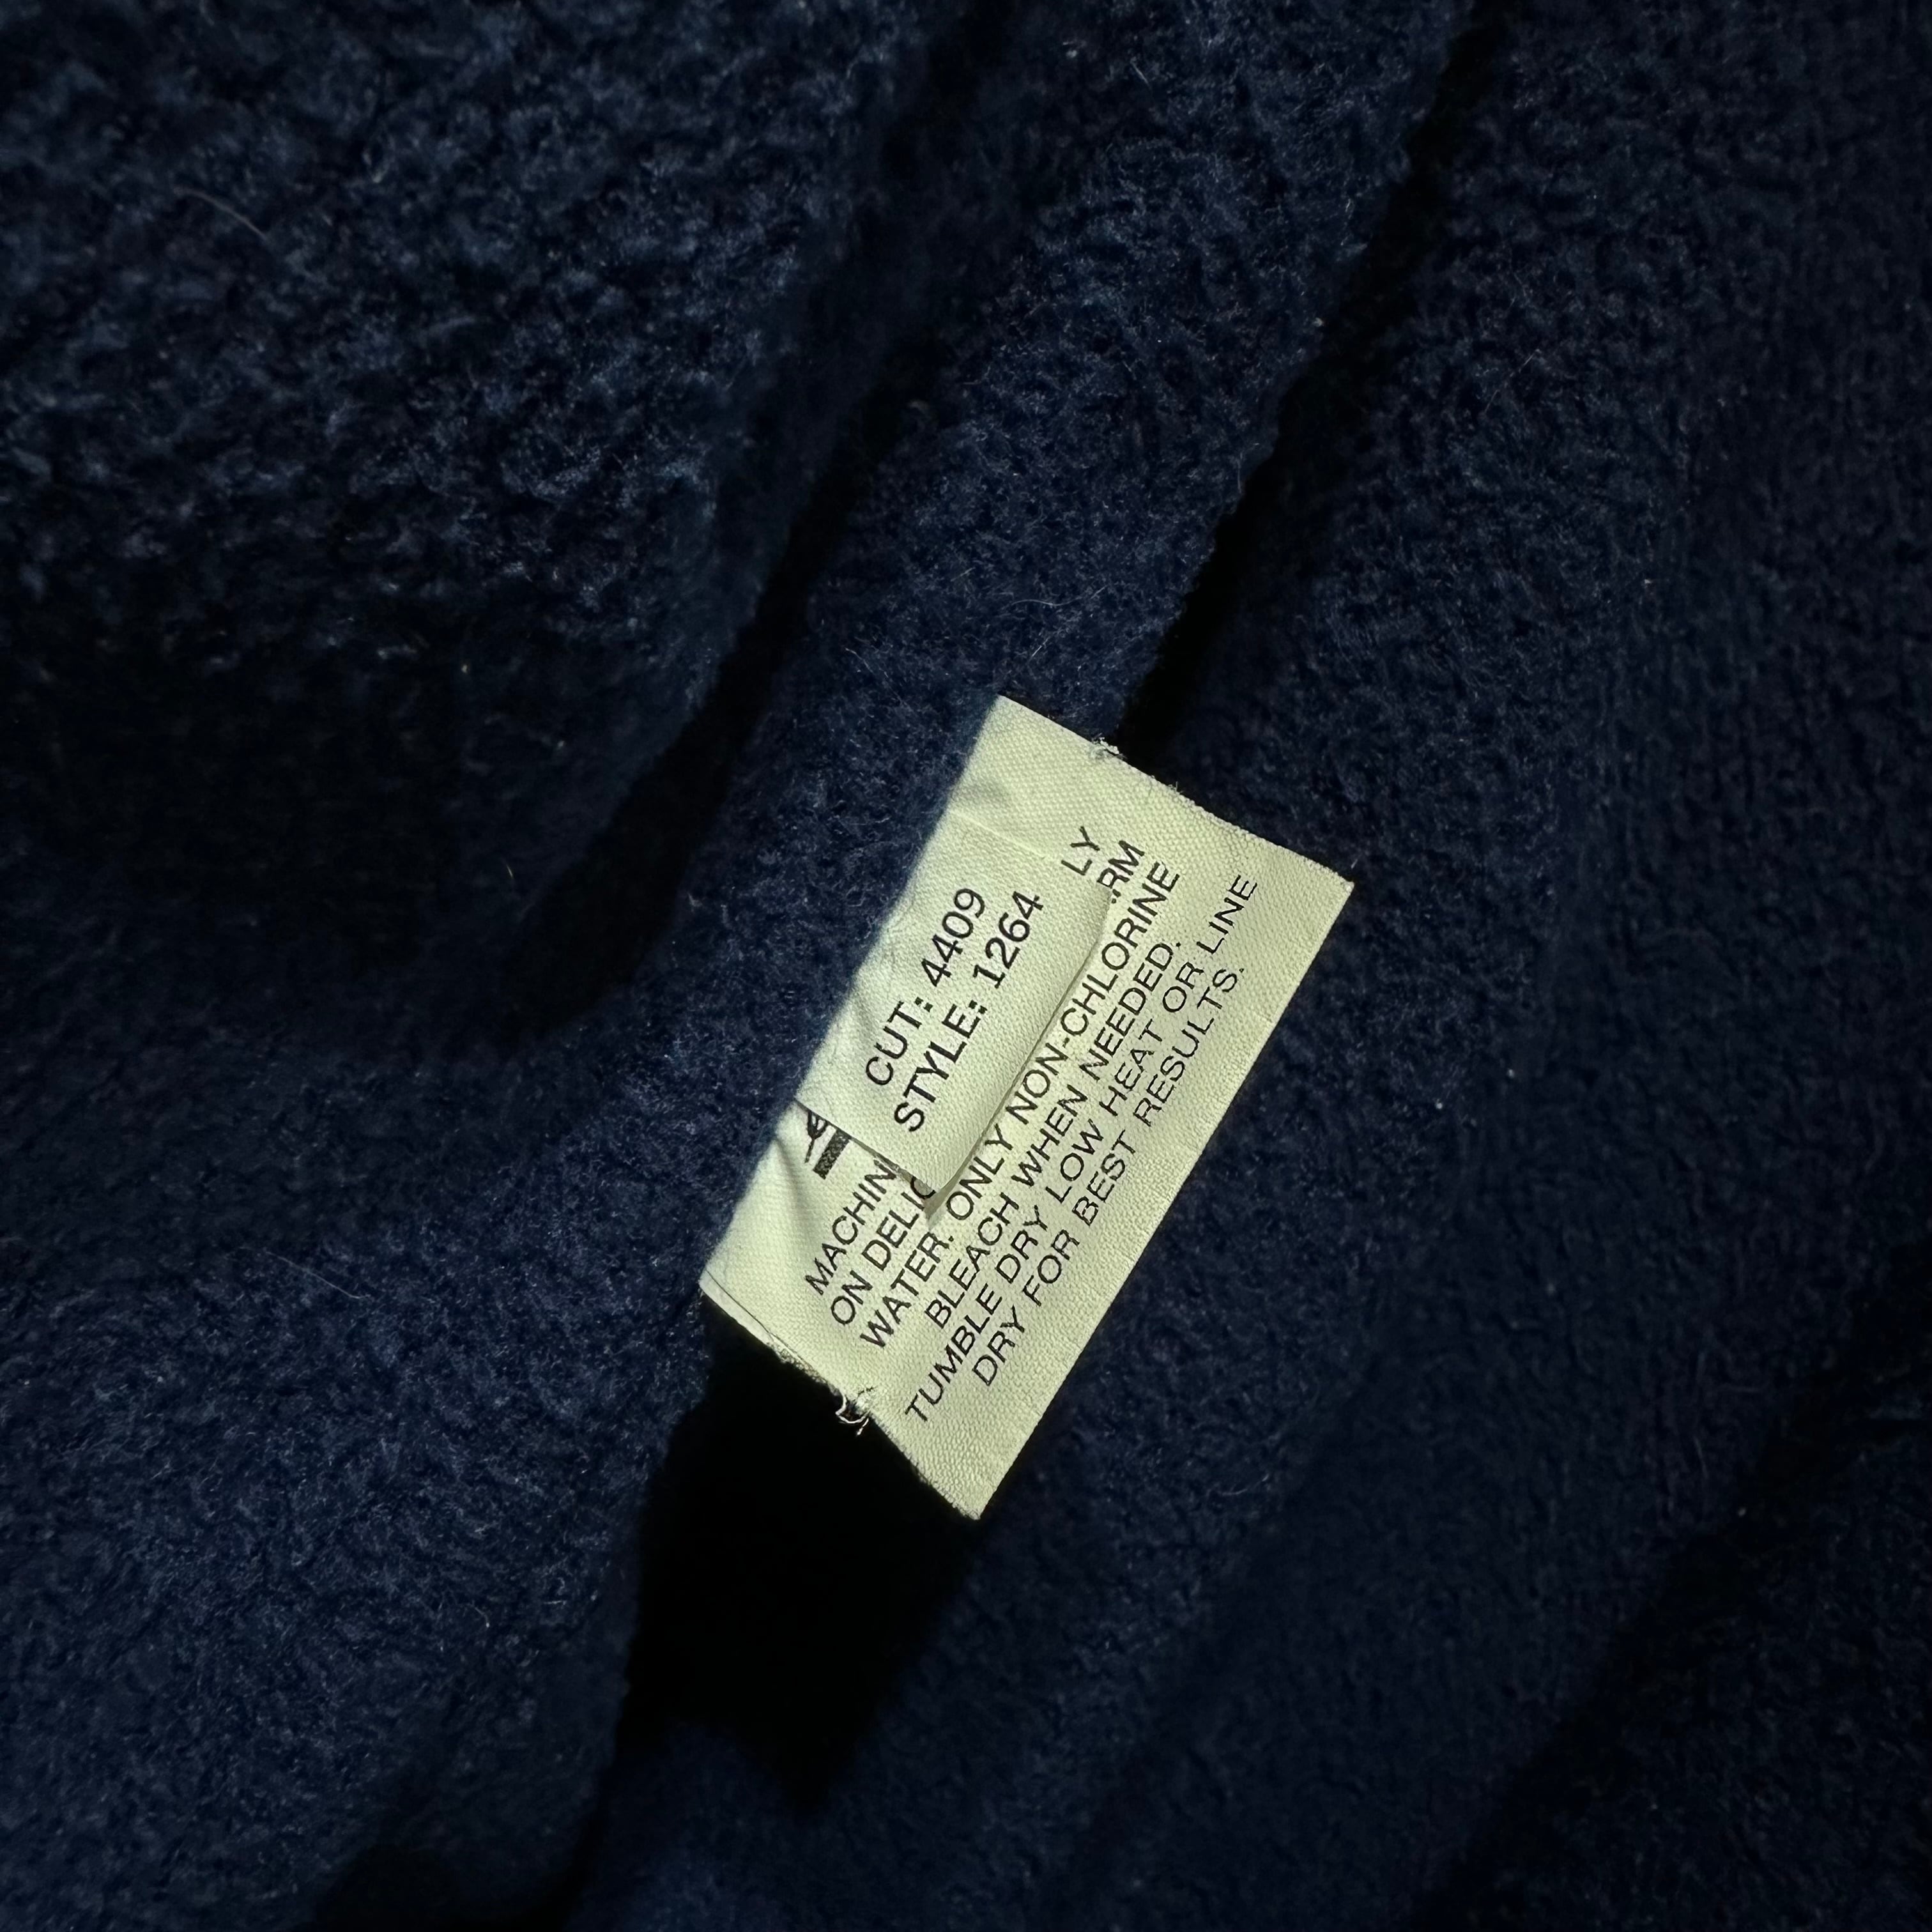 CUT: 4409
STYLE: 1264
MACHIN LY
ON DELIC RM
WATER. ONLY NON-CHLORINE
BLEACH WHEN NEEDED.
TUMBLE DRY LOW HEAT OR LINE
DRY FOR BEST RESULTS.